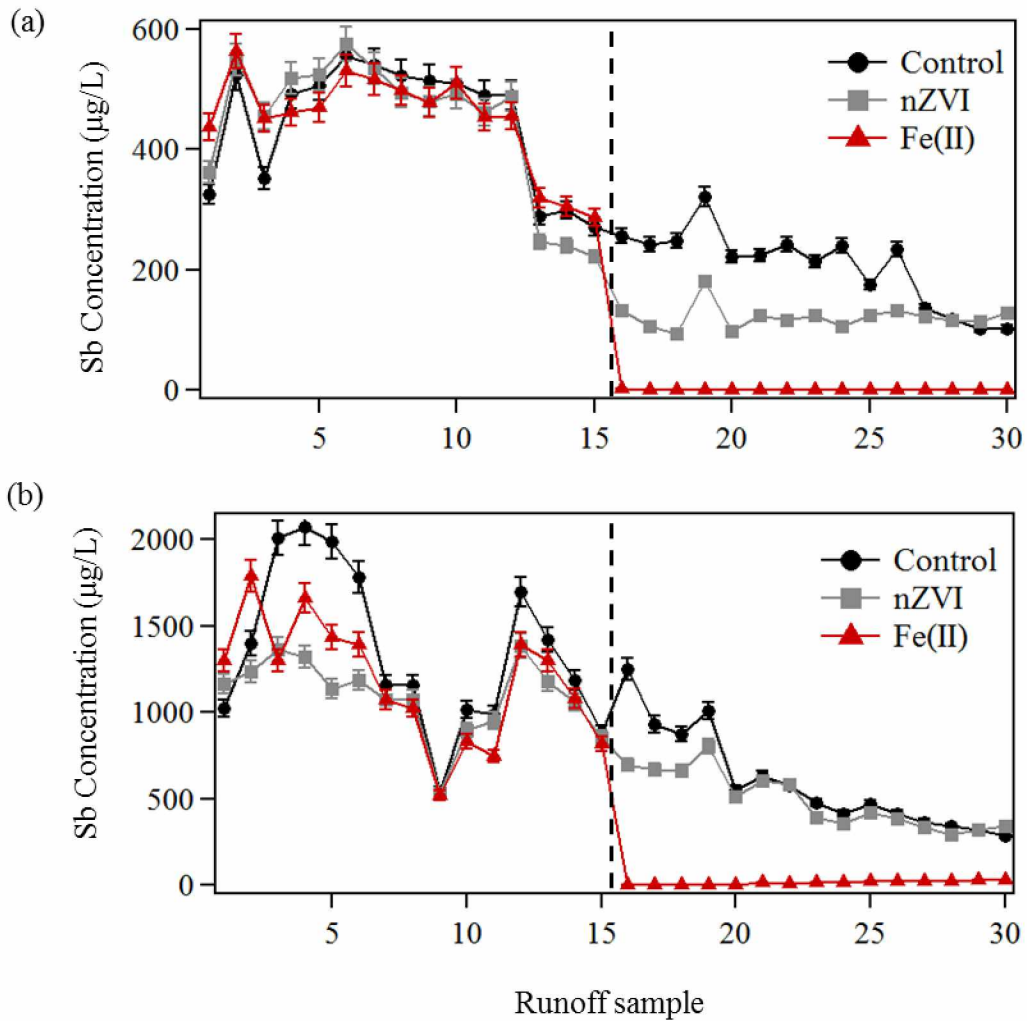 (a)
Sb Concentration (µg/L)
600
400
200
0
Control
nZVI
Fe(II)
5
10
15
20
25
30
(b)
Sb Concentration (µg/L)
2000
1500
1000
500
0
Control
nZVI
Fe(II)
5
10
15
20
25
30
Runoff sample